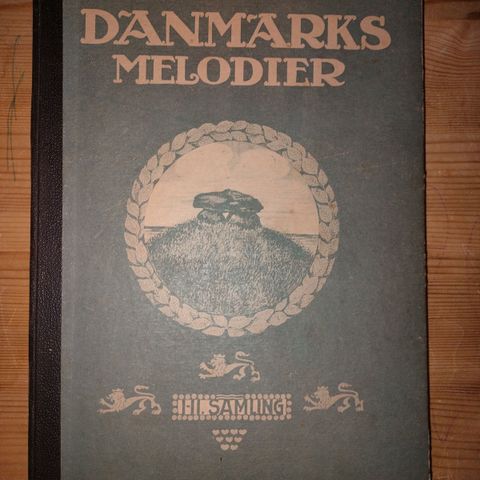 DANMARKS
MELODIER
III. SAMLING